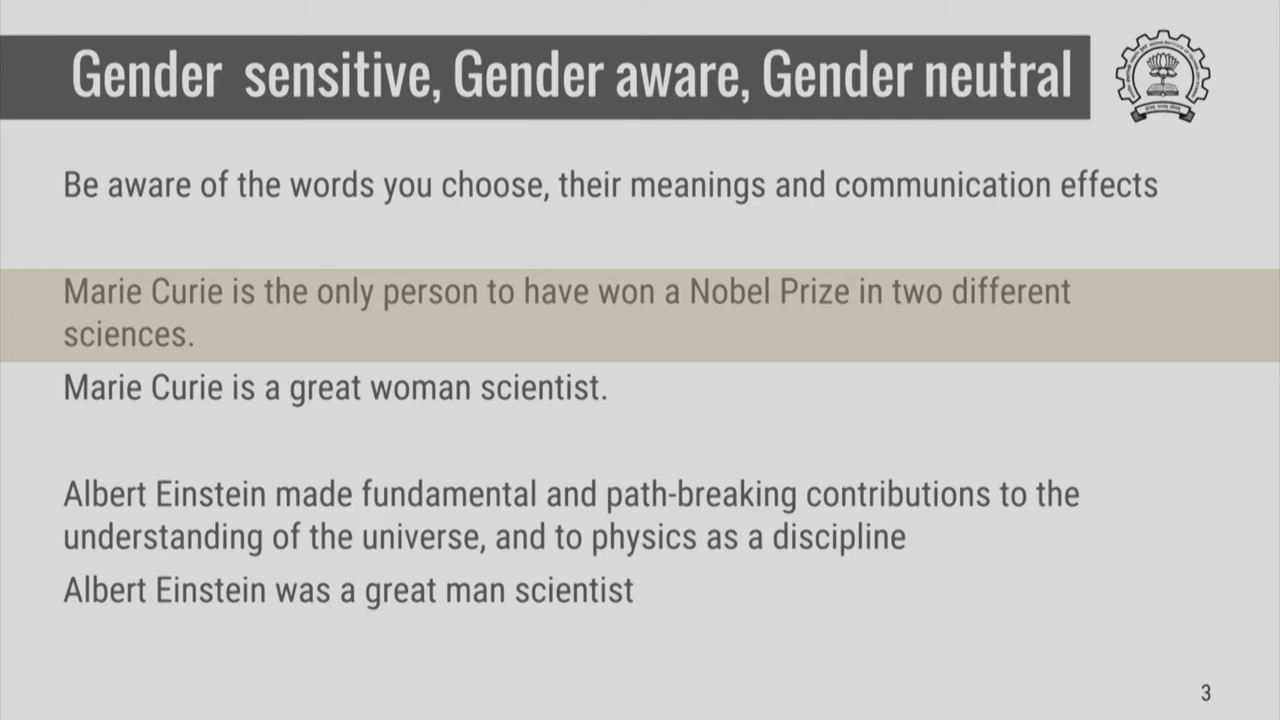 Gender sensitive, Gender aware, Gender neutral
Be aware of the words you choose, their meanings and communication effects
Marie Curie is the only person to have won a Nobel Prize in two different
sciences.
Marie Curie is a great woman scientist.
Albert Einstein made fundamental and path-breaking contributions to the
understanding of the universe, and to physics as a discipline
Albert Einstein was a great man scientist
3